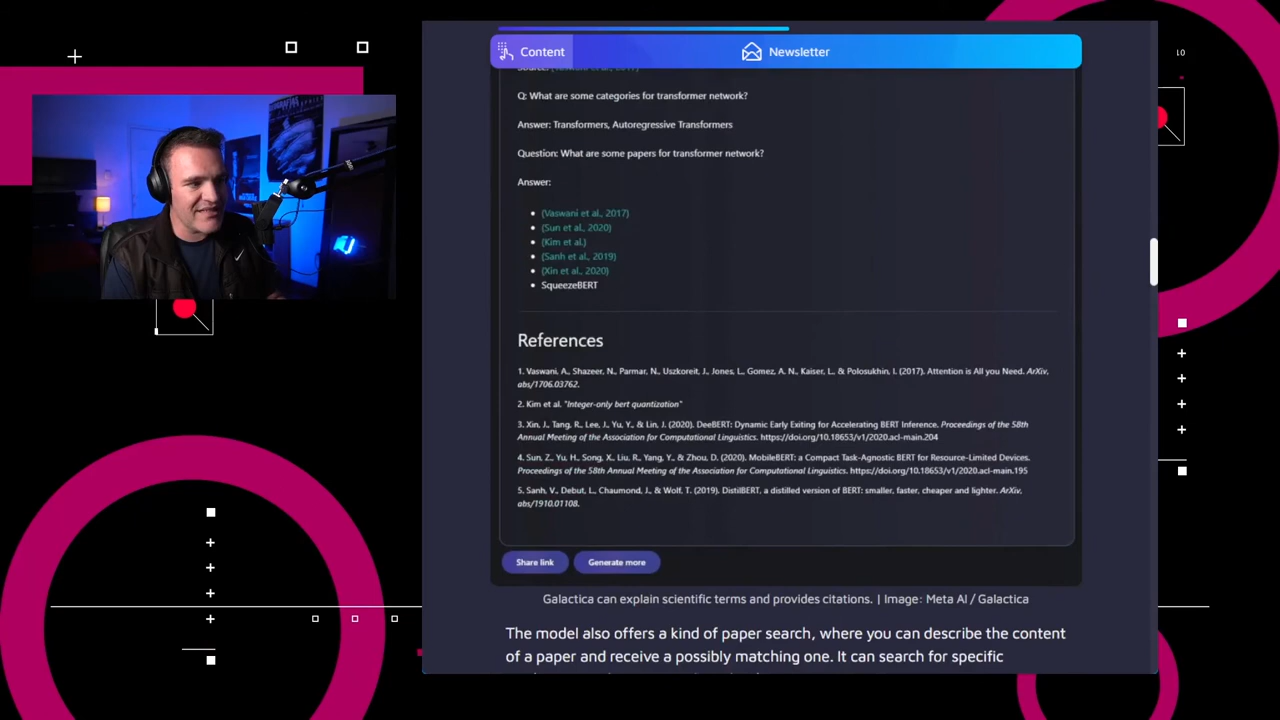 Content
Newsletter
Q: What are some categories for transformer network?
Answer: Transformers, Autoregressive Transformers
Question: What are some papers for transformer network?
Answer:
(Vaswani et al., 2017)
(Sun et al., 2020)
(Kim et al.)
(Sanh et al., 2019)
(Xin et al., 2020)
SqueezeBERT
References
1. Vaswani, A., Shazeer, N., Parmar, N., Uszkoreit, J., Jones, L., Gomez, A. N., Kaiser, L., & Polosukhin, I. (2017). Attention is All you Need. ArXiv,
abs/1706.03762.
2. Kim et al. "Integer-only bert quantization"
3. Xin, J., Tang, R., Lee, J., Yu, Y., & Lin, J. (2020). DeeBERT: Dynamic Early Exiting for Accelerating BERT Inference. Proceedings of the 58th
Annual Meeting of the Association for Computational Linguistics. https://doi.org/10.18653/v1/2020.acl-main.204
4. Sun, Z., Yu, H., Song, X., Liu, R., Yang, Y., & Zhou, D. (2020). MobileBERT: a Compact Task-Agnostic BERT for Resource-Limited Devices.
Proceedings of the 58th Annual Meeting of the Association for Computational Linguistics. https://doi.org/10.18653/v1/2020.acl-main.195
5. Sanh, V., Debut, L., Chaumond, J., & Wolf, T. (2019). DistilBERT, a distilled version of BERT: smaller, faster, cheaper and lighter. ArXiv,
abs/1910.01108.
Share link
Generate more
Galactica can explain scientific terms and provides citations. | Image: Meta AI / Galactica
The model also offers a kind of paper search, where you can describe the content
of a paper and receive a possibly matching one. It can search for specific
10